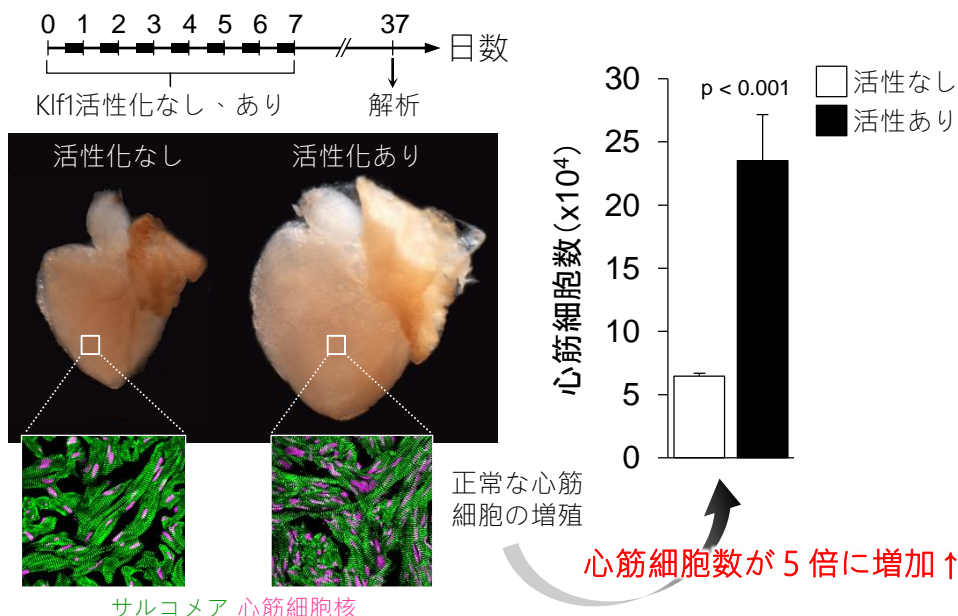 0 1 2 3 4 5 6 7 37
日数
Klf1活性化なし、あり
解析
活性化なし
活性化あり
サルコメア 心筋細胞核
正常な心筋
細胞の増殖
心筋細胞数(x10⁴)
30
25
20
15
10
5
0
p < 0.001
活性なし
活性あり
心筋細胞数が5倍に増加↑